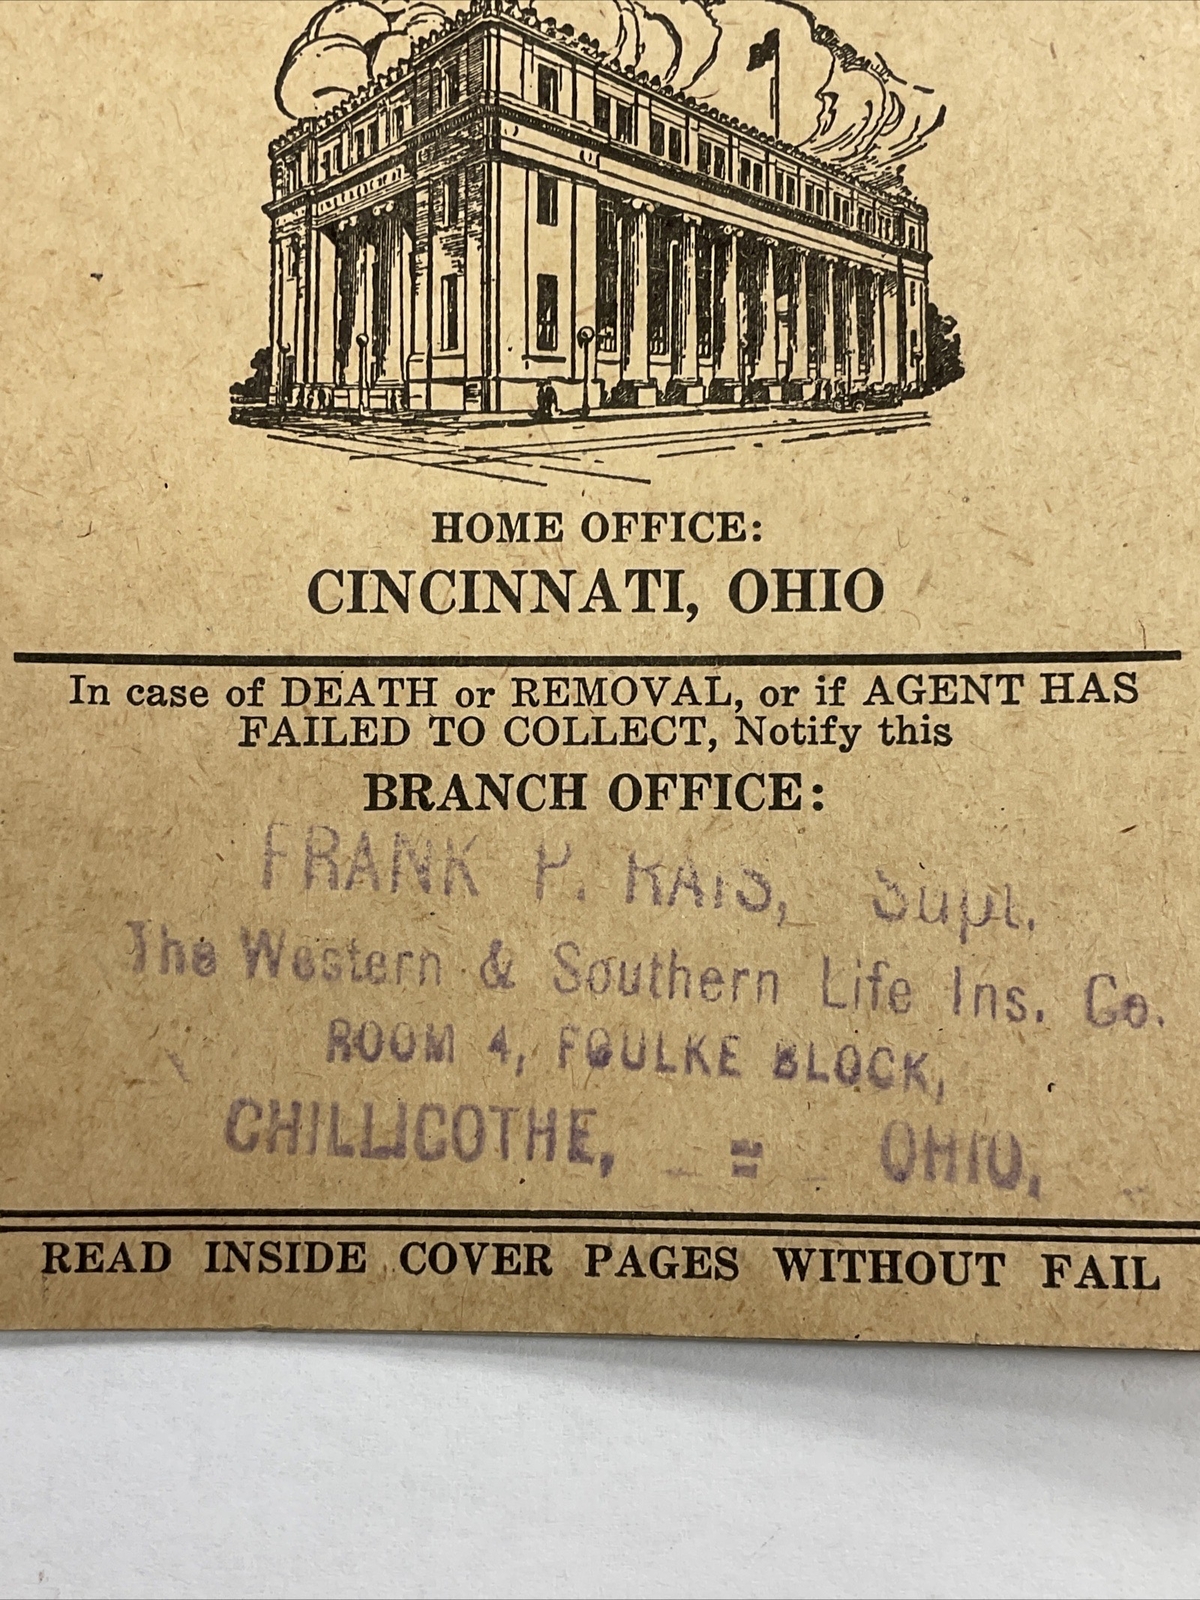 HOME OFFICE:
CINCINNATI, OHIO
In case of DEATH or REMOVAL, or if AGENT HAS
FAILED TO COLLECT, Notify this
BRANCH OFFICE:
FRANK P. KAIS, Supt.
The Western & Southern Life Ins. Co.
ROOM 4, FOULKE BLOCK,
CHILLICOTHE, = OHIO,
READ INSIDE COVER PAGES WITHOUT FAIL